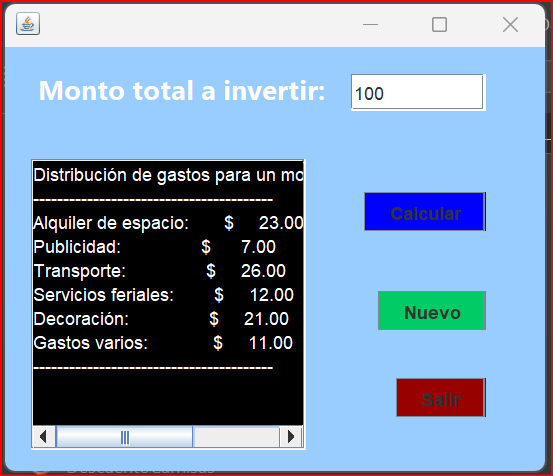 Monto total a invertir:
100
Distribución de gastos para un
-----------------------------------------
Alquiler de espacio: $ 23.00
Publicidad: $ 7.00
Transporte: $ 26.00
Servicios feriales: $ 12.00
Decoración: $ 21.00
Gastos varios: $ 11.00
-----------------------------------------
Calcular
Nuevo
Salir